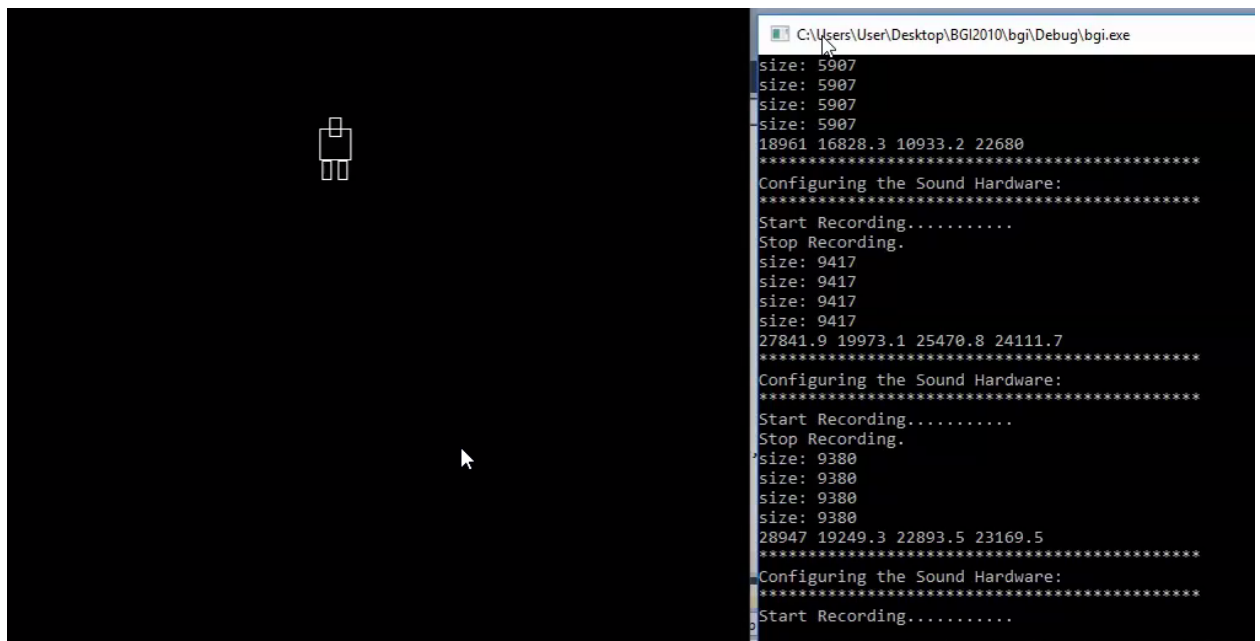 C:\Users\User\Desktop\BGI2010\bgi\Debug\bgi.exe
size: 5907
size: 5907
size: 5907
size: 5907
18961 16828.3 10933.2 22680
*********************************************
Configuring the Sound Hardware:
*********************************************
Start Recording...........
Stop Recording.
size: 9417
size: 9417
size: 9417
size: 9417
27841.9 19973.1 25470.8 24111.7
*********************************************
Configuring the Sound Hardware:
*********************************************
Start Recording...........
Stop Recording.
size: 9380
size: 9380
size: 9380
size: 9380
28947 19249.3 22893.5 23169.5
*********************************************
Configuring the Sound Hardware:
*********************************************
Start Recording...........